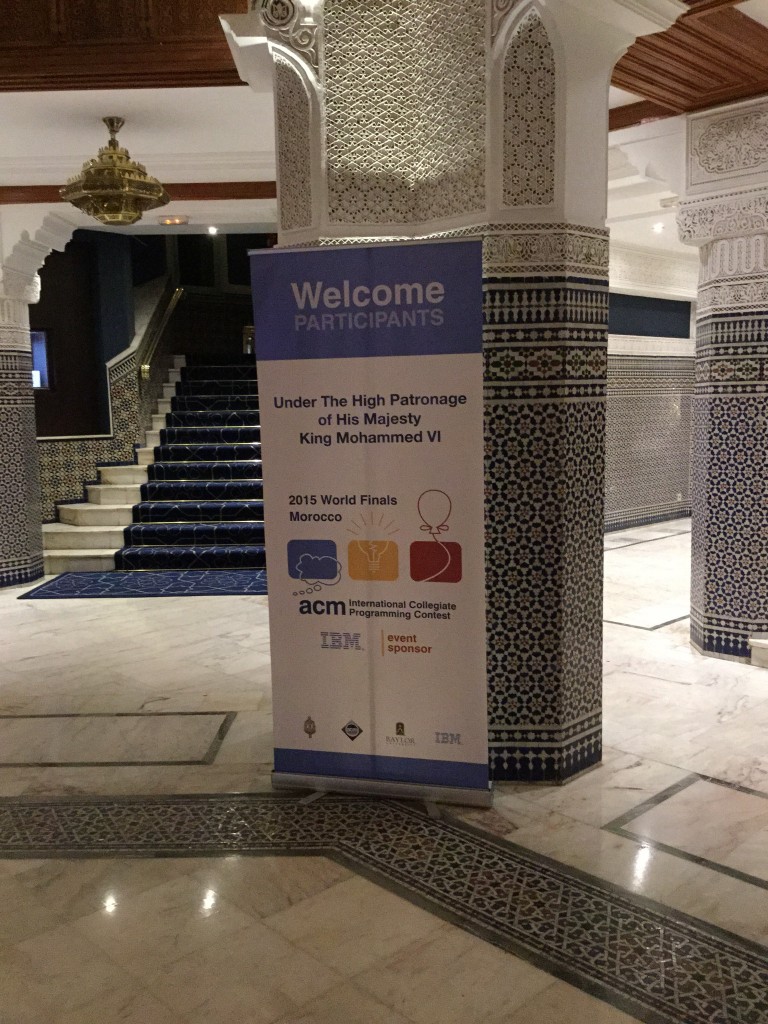 Welcome
PARTICIPANTS
Under The High Patronage
of His Majesty
King Mohammed VI
2015 World Finals
Morocco
acm International Collegiate
Programming Contest
IBM event
sponsor
BAYLOR
IBM